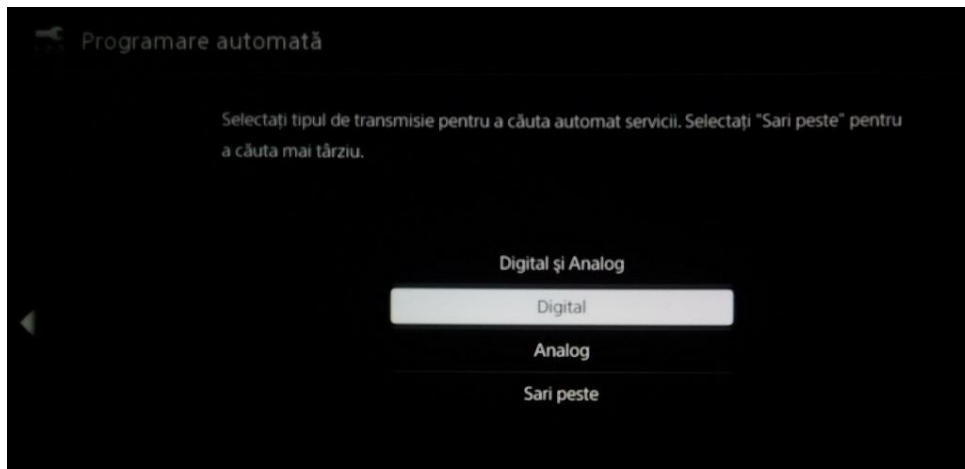 Programare automată
Selectați tipul de transmisie pentru a căuta automat servicii. Selectați "Sari peste" pentru
a căuta mai târziu.
Digital și Analog
Digital
Analog
Sari peste